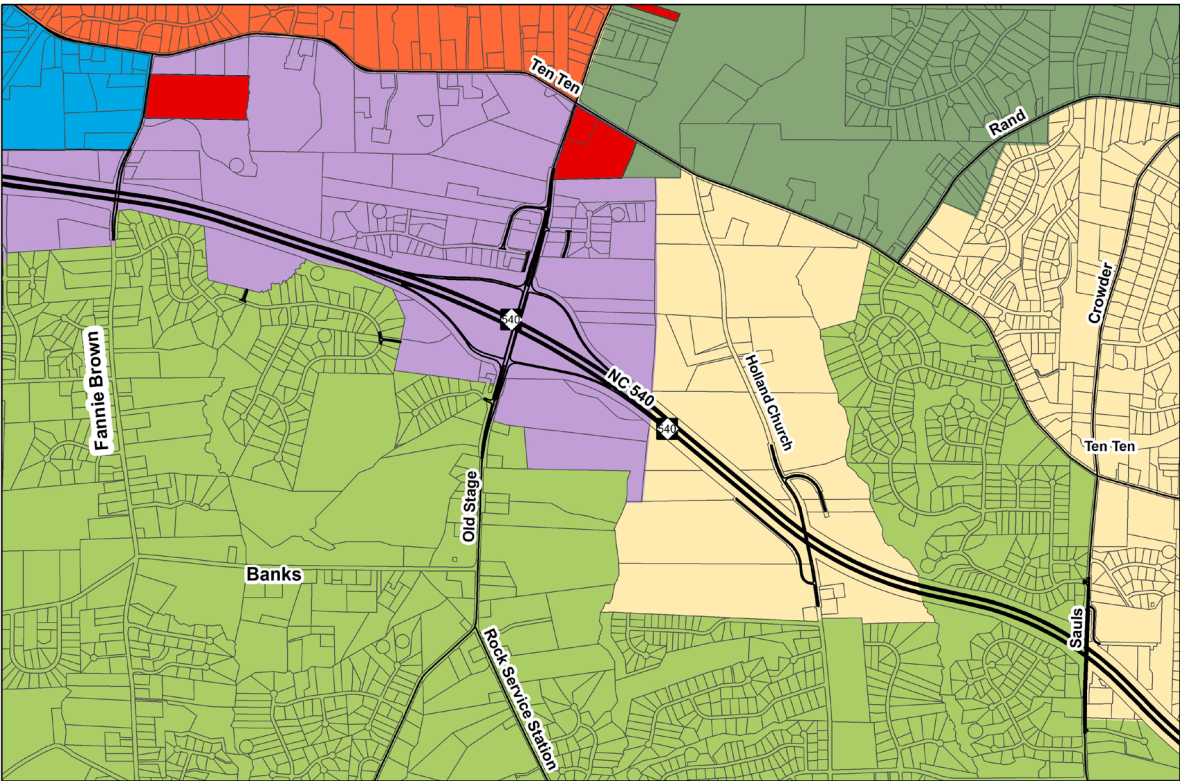 Ten Ten
Rand
Crowder
540
Fannie Brown
NC 540
Holland Church
540
Ten Ten
Old Stage
Banks
Sauls
Rock Service Station